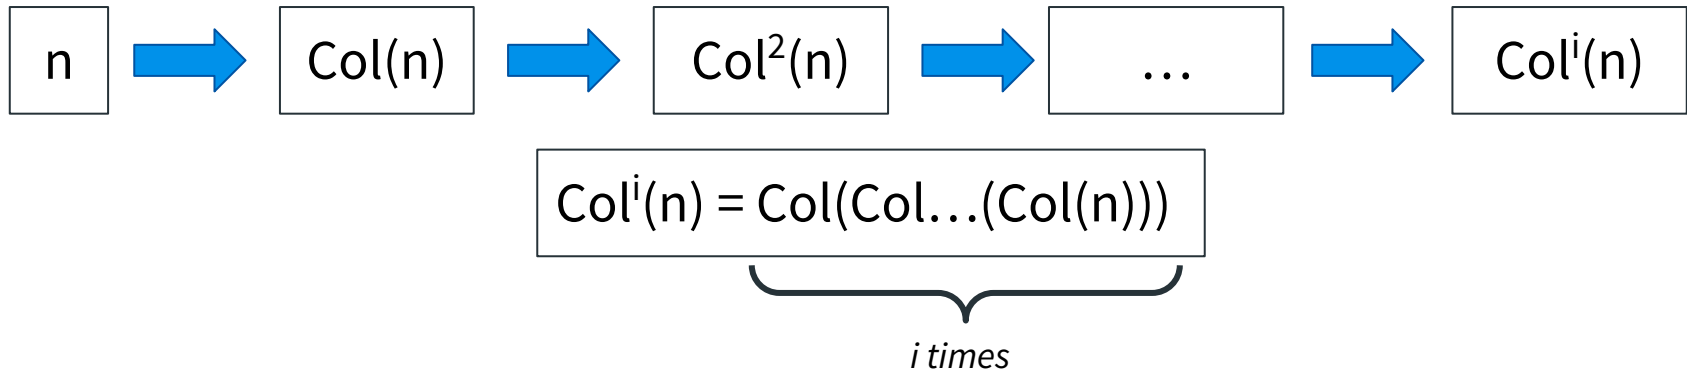 n Col(n) Col²(n) ... Colⁱ(n)
Colⁱ(n) = Col(Col...(Col(n)))
i times